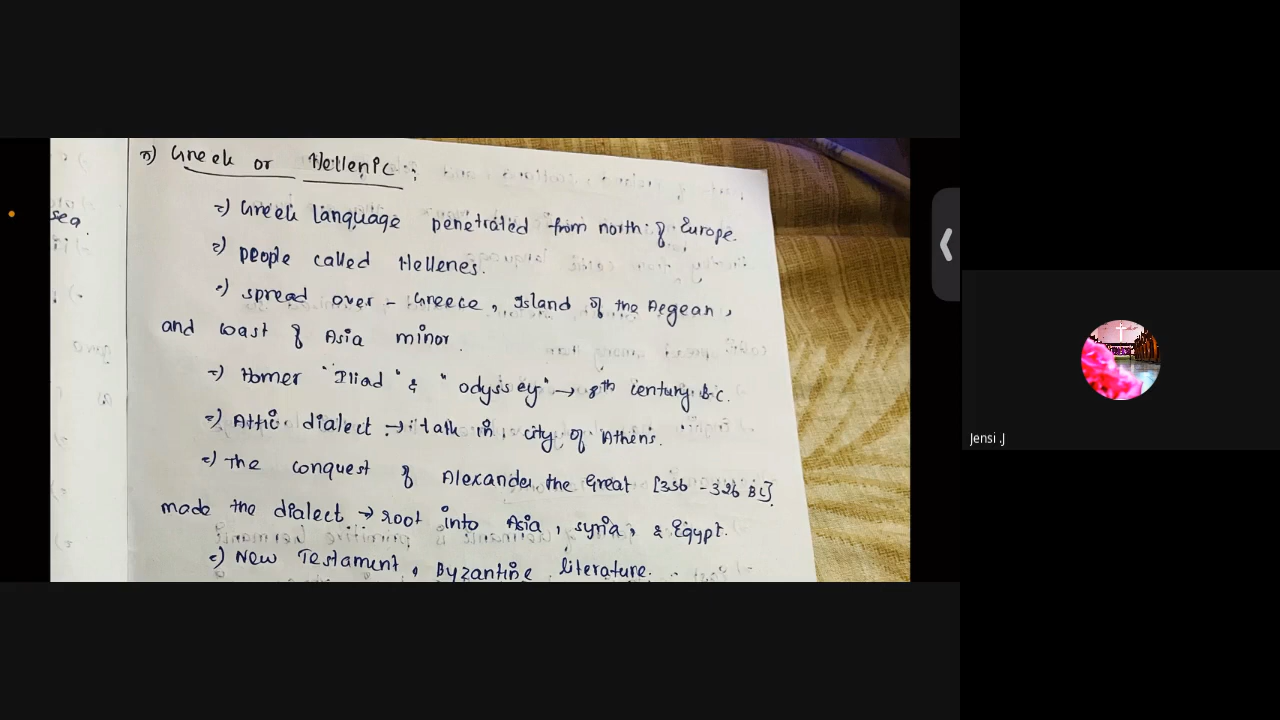 n) Greek or Hellenic :
sea.
=) Greek language penetrated from north of Europe.
=) people called Hellenes.
=) spread over - Greece, Island of the Aegean,
and coast of Asia minor.
=) Homer "Iliad" & "odyssey" → 8th century B.C.
=) Attic dialect → talk in city of Athens.
=) The conquest of Alexander the Great [336 - 326 BC]
made the dialect → root into Asia, syria, & Egypt.
=) New Testament, Byzantine literature.
Jensi .J